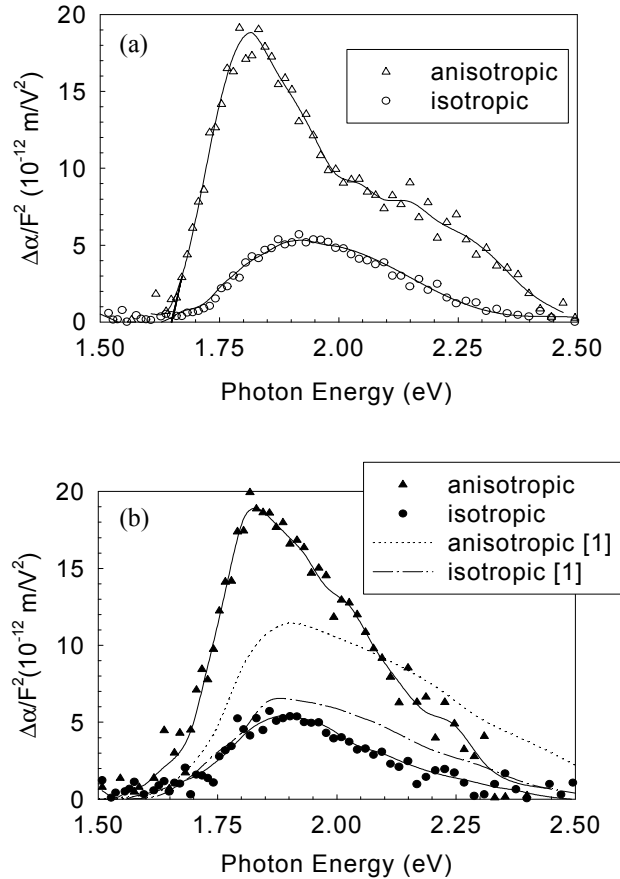 (a)
anisotropic
isotropic
Δα/F² (10⁻¹² m/V²)
20
15
10
5
0
1.50 1.75 2.00 2.25 2.50
Photon Energy (eV)
anisotropic
isotropic
anisotropic [1]
isotropic [1]
(b)
Δα/F²(10⁻¹² m/V²)
20
15
10
5
0
1.50 1.75 2.00 2.25 2.50
Photon Energy (eV)